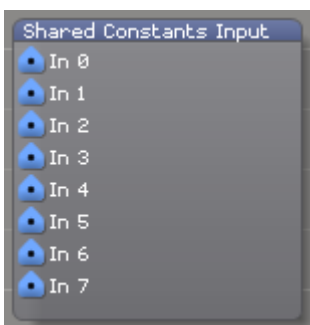 Shared Constants Input
In 0
In 1
In 2
In 3
In 4
In 5
In 6
In 7